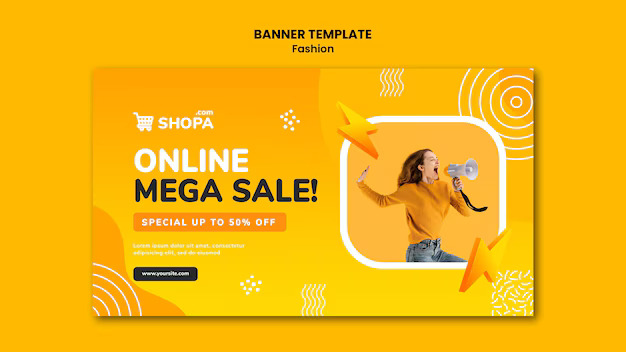 BANNER TEMPLATE
Fashion
.com
SHOPA
ONLINE
MEGA SALE!
SPECIAL UP TO 50% OFF
Lorem ipsum dolor sit amet, consectetur
adipiscing elit, sed do eiusmod
www.yoursite.com